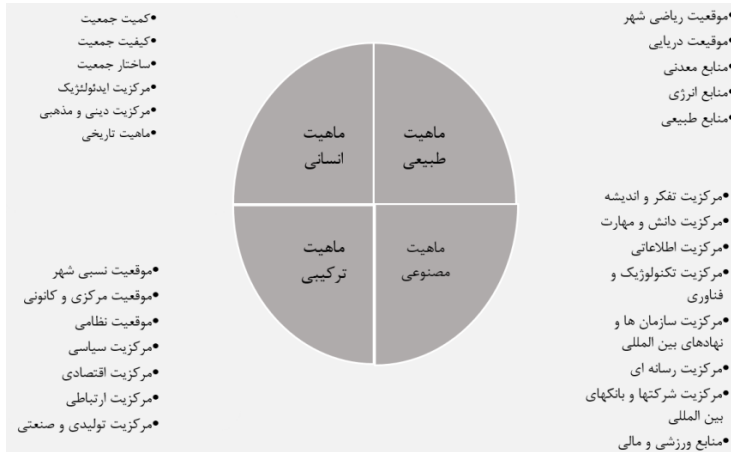 موقعیت ریاضی شهر
موقیعت دریایی
منابع معدنی
منابع انرژی
منابع طبیعی
کمیت جمعیت
کیفیت جمعیت
ساختار جمعیت
مرکزیت ایدئولئژیک
مرکزیت دینی و مذهبی
ماهیت تاریخی
ماهیت
طبیعی
ماهیت
انسانی
ماهیت
مصنوعی
ماهیت
ترکیبی
مرکزیت تفکر و اندیشه
مرکزیت دانش و مهارت
مرکزیت اطلاعاتی
مرکزیت تکنولوژیک و
فناوری
مرکزیت سازمان ها و
نهادهای بین المللی
مرکزیت رسانه ای
مرکزیت شرکتها و بانکهای
بین المللی
منابع ورزشی و مالی
موقعیت نسبی شهر
موقعیت مرکزی و کانونی
موقعیت نظامی
مرکزیت سیاسی
مرکزیت اقتصادی
مرکزیت ارتباطی
مرکزیت تولیدی و صنعتی